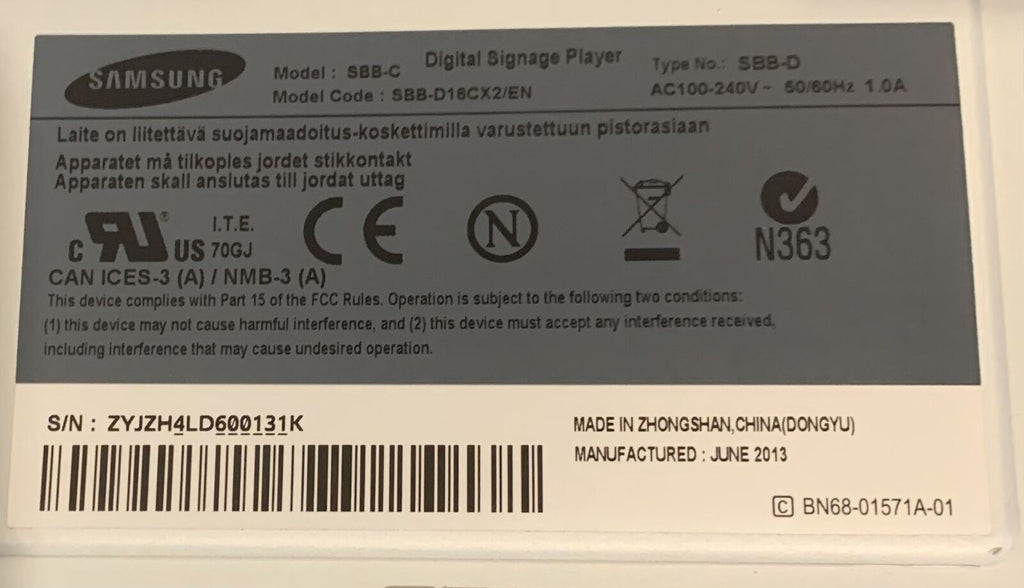 SAMSUNG
Digital Signage Player
Model : SBB-C
Type No.: SBB-D
Model Code : SBB-D16CX2/EN
AC100-240V ~ 50/60Hz 1.0A
Laite on liitettävä suojamaadoitus-koskettimilla varustettuun pistorasiaan
Apparatet må tilkoples jordet stikkontakt
Apparaten skall anslutas till jordat uttag
C RU ® US I.T.E. 70GJ
CE
N
N363
CAN ICES-3 (A) / NMB-3 (A)
This device complies with Part 15 of the FCC Rules. Operation is subject to the following two conditions:
(1) this device may not cause harmful interference, and (2) this device must accept any interference received,
including interference that may cause undesired operation.
S/N : ZYJZH4LD600131K
MADE IN ZHONGSHAN,CHINA(DONGYU)
MANUFACTURED : JUNE 2013
C BN68-01571A-01